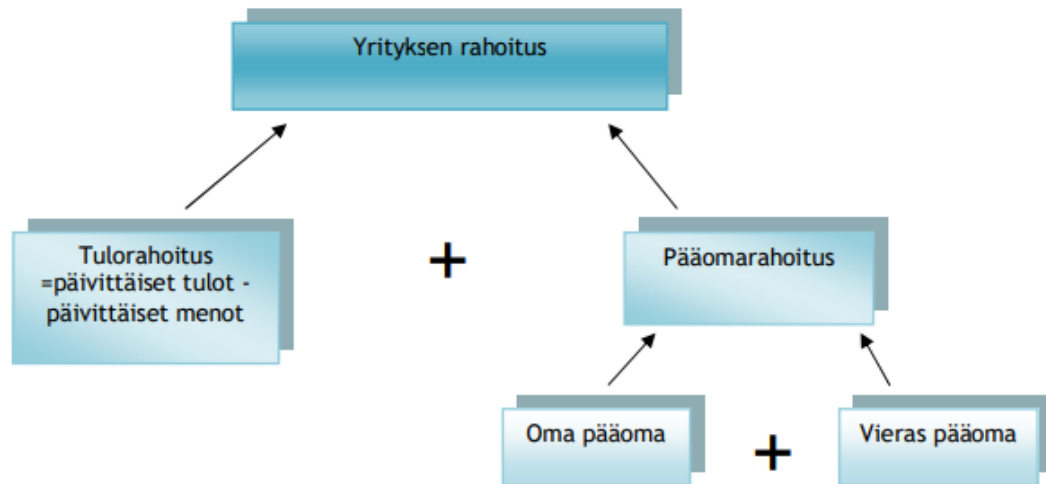 Yrityksen rahoitus
Tulorahoitus
=päivittäiset tulot -
päivittäiset menot
+
Pääomarahoitus
Oma pääoma
+
Vieras pääoma